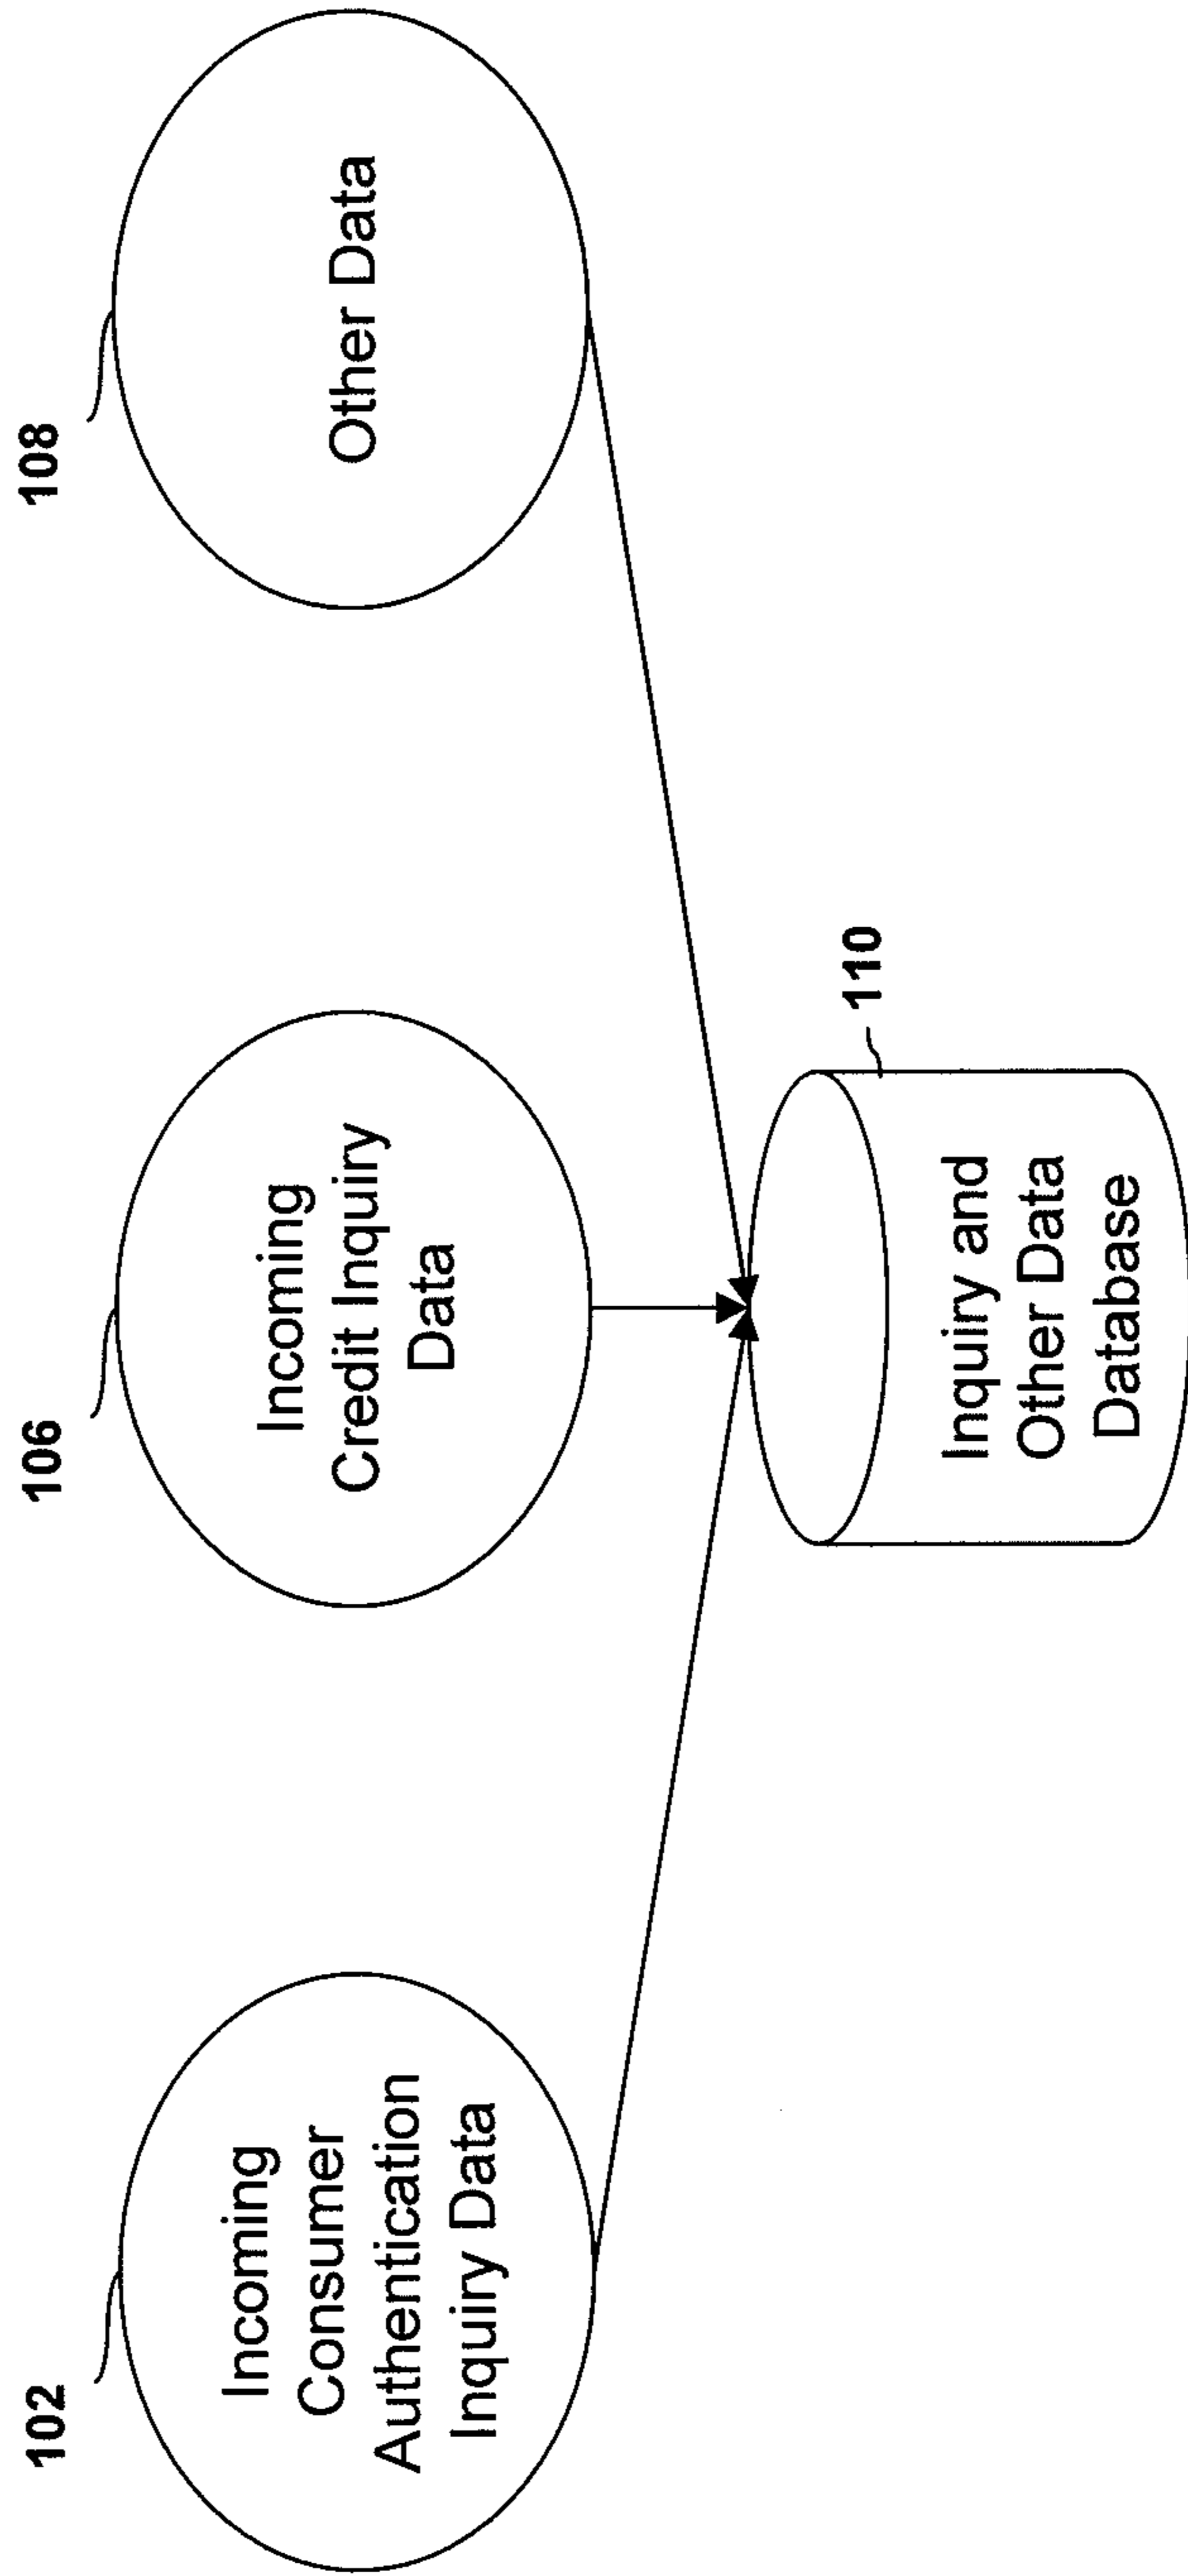 102
Incoming
Consumer
Authentication
Inquiry Data
106
Incoming
Credit Inquiry
Data
108
Other Data
110
Inquiry and
Other Data
Database